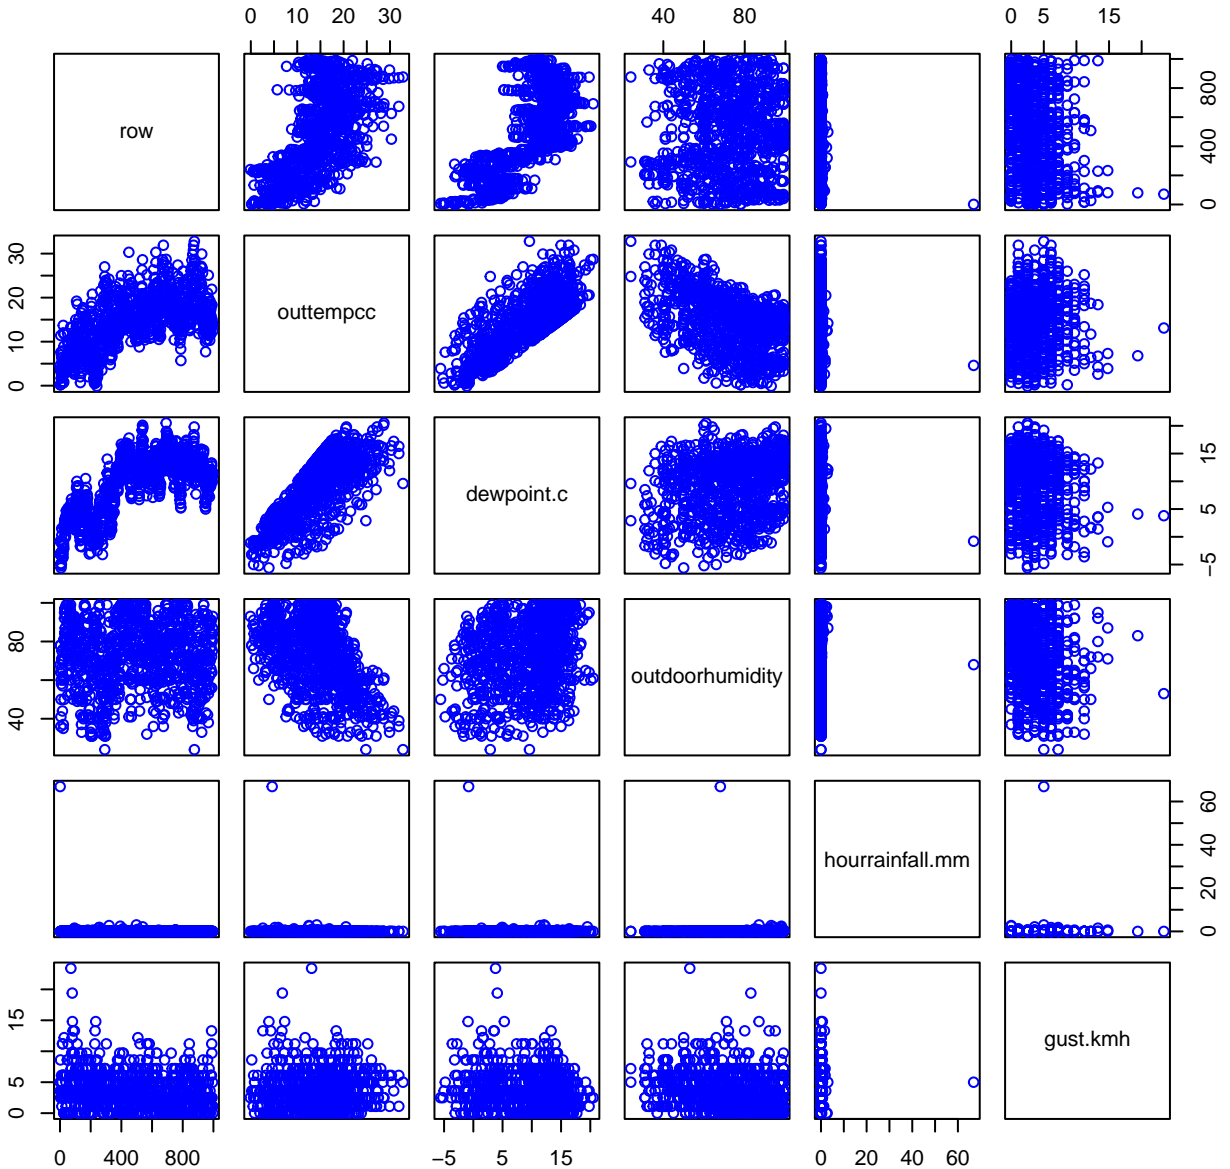 0 10 20 30 40 80 0 5 15
row
0 400 800
outtempcc
0 10 20 30
dewpoint.c
-5 5 15
outdoorhumidity
40 80
hourrainfall.mm
0 20 40 60
gust.kmh
0 5 15
0 400 800 −5 5 15 0 20 40 60